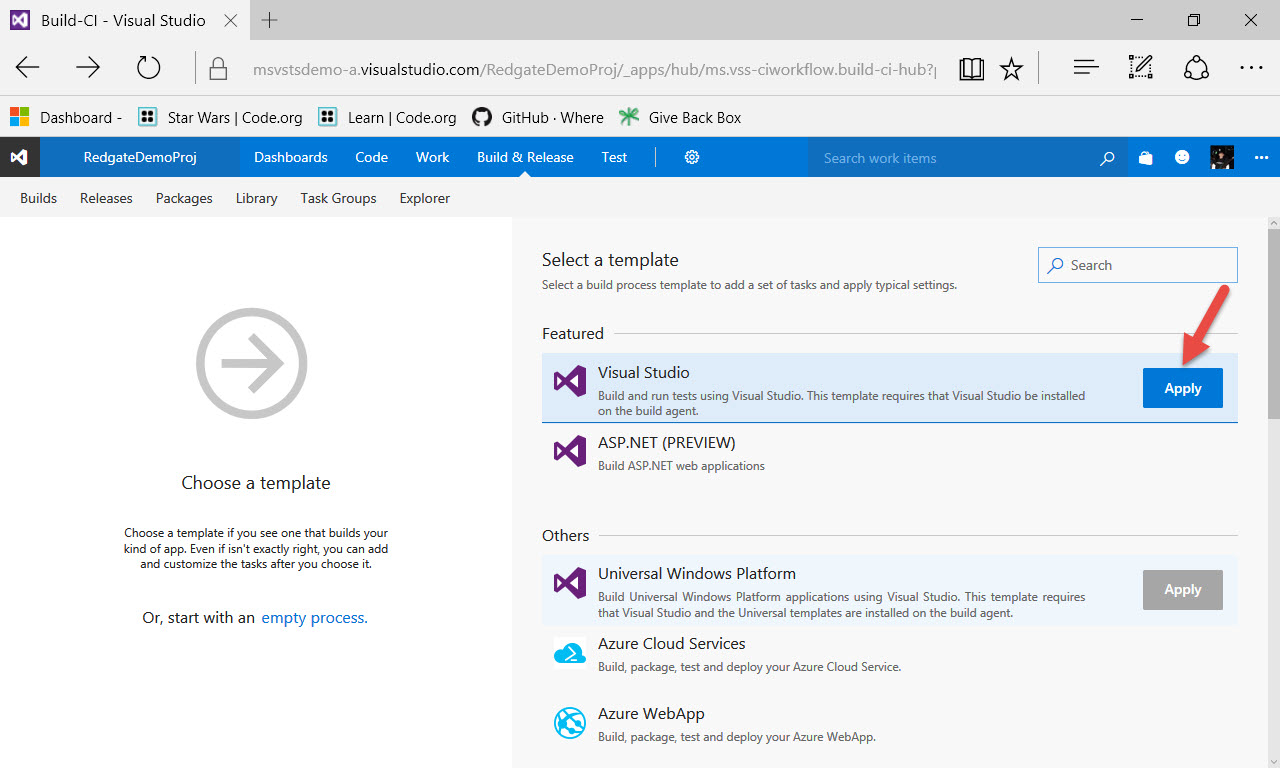 Build-CI - Visual Studio
msvstsdemo-a.visualstudio.com/RedgateDemoProj/_apps/hub/ms.vss-ciworkflow.build-ci-hub?
Dashboard - Star Wars | Code.org Learn | Code.org GitHub · Where Give Back Box
RedgateDemoProj Dashboards Code Work Build & Release Test Search work items
Builds Releases Packages Library Task Groups Explorer
Choose a template
Choose a template if you see one that builds your
kind of app. Even if isn't exactly right, you can add
and customize the tasks after you choose it.
Or, start with an empty process.
Select a template
Search
Select a build process template to add a set of tasks and apply typical settings.
Featured
Visual Studio
Build and run tests using Visual Studio. This template requires that Visual Studio be installed
on the build agent.
Apply
ASP.NET (PREVIEW)
Build ASP.NET web applications
Others
Universal Windows Platform
Build Universal Windows Platform applications using Visual Studio. This template requires
that Visual Studio and the Universal templates are installed on the build agent.
Apply
Azure Cloud Services
Build, package, test and deploy your Azure Cloud Service.
Azure WebApp
Build, package, test and deploy your Azure WebApp.